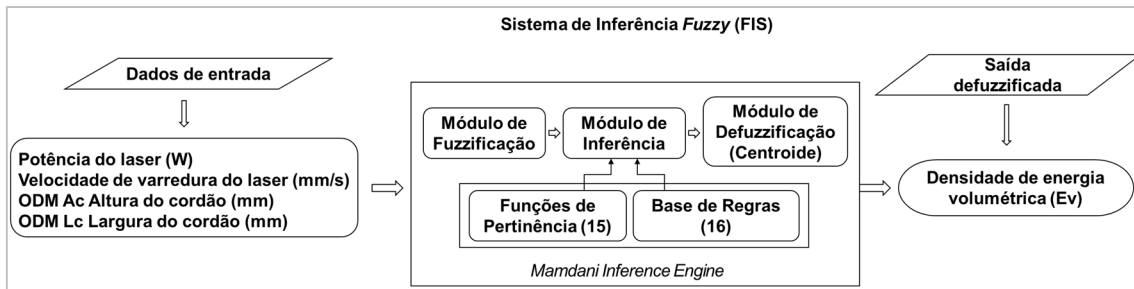 Sistema de Inferência Fuzzy (FIS)
Dados de entrada
Potência do laser (W)
Velocidade de varredura do laser (mm/s)
ODM Ac Altura do cordão (mm)
ODM Lc Largura do cordão (mm)
Módulo de
Fuzzificação
Módulo de
Inferência
Módulo de
Defuzzificação
(Centroide)
Funções de
Pertinência (15)
Base de Regras
(16)
Mamdani Inference Engine
Saída
defuzzificada
Densidade de energia
volumétrica (Ev)